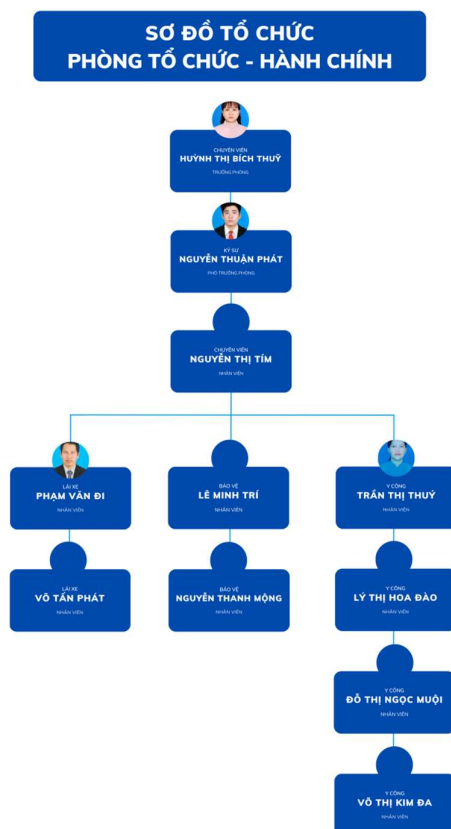 SƠ ĐỒ TỔ CHỨC
PHÒNG TỔ CHỨC - HÀNH CHÍNH
CHUYÊN VIÊN
HUỲNH THỊ BÍCH THUỶ
TRƯỞNG PHÒNG
KỸ SƯ
NGUYỄN THUẬN PHÁT
PHÓ TRƯỞNG PHÒNG
CHUYÊN VIÊN
NGUYỄN THỊ TÍM
NHÂN VIÊN
LÁI XE
PHẠM VĂN ĐI
NHÂN VIÊN
BẢO VỆ
LÊ MINH TRÍ
NHÂN VIÊN
Y CÔNG
TRẦN THỊ THUÝ
NHÂN VIÊN
LÁI XE
VÕ TẤN PHÁT
NHÂN VIÊN
BẢO VỆ
NGUYỄN THANH MỘNG
NHÂN VIÊN
Y CÔNG
LÝ THỊ HOA ĐÀO
NHÂN VIÊN
Y CÔNG
ĐỖ THỊ NGỌC MUỘI
NHÂN VIÊN
Y CÔNG
VÕ THỊ KIM ĐA
NHÂN VIÊN